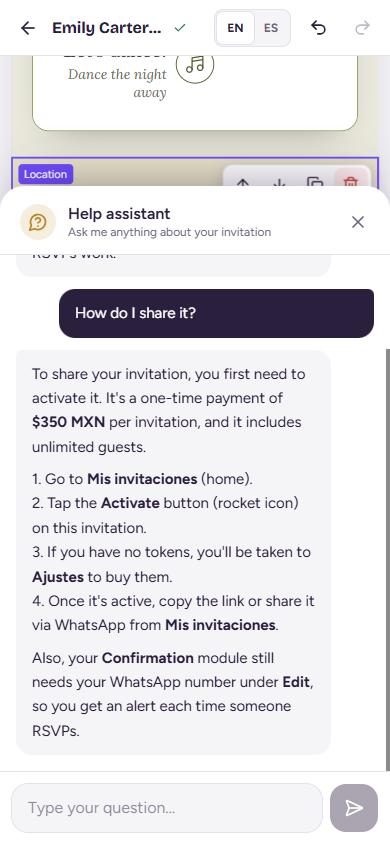 Emily Carter...
EN
ES
Dance the night
away
Location
Help assistant
Ask me anything about your invitation
How do I share it?
To share your invitation, you first need to
activate it. It's a one-time payment of
$350 MXN per invitation, and it includes
unlimited guests.
1. Go to Mis invitaciones (home).
2. Tap the Activate button (rocket icon)
on this invitation.
3. If you have no tokens, you'll be taken to
Ajustes to buy them.
4. Once it's active, copy the link or share it
via WhatsApp from Mis invitaciones.
Also, your Confirmation module still
needs your WhatsApp number under Edit,
so you get an alert each time someone
RSVPs.
Type your question...